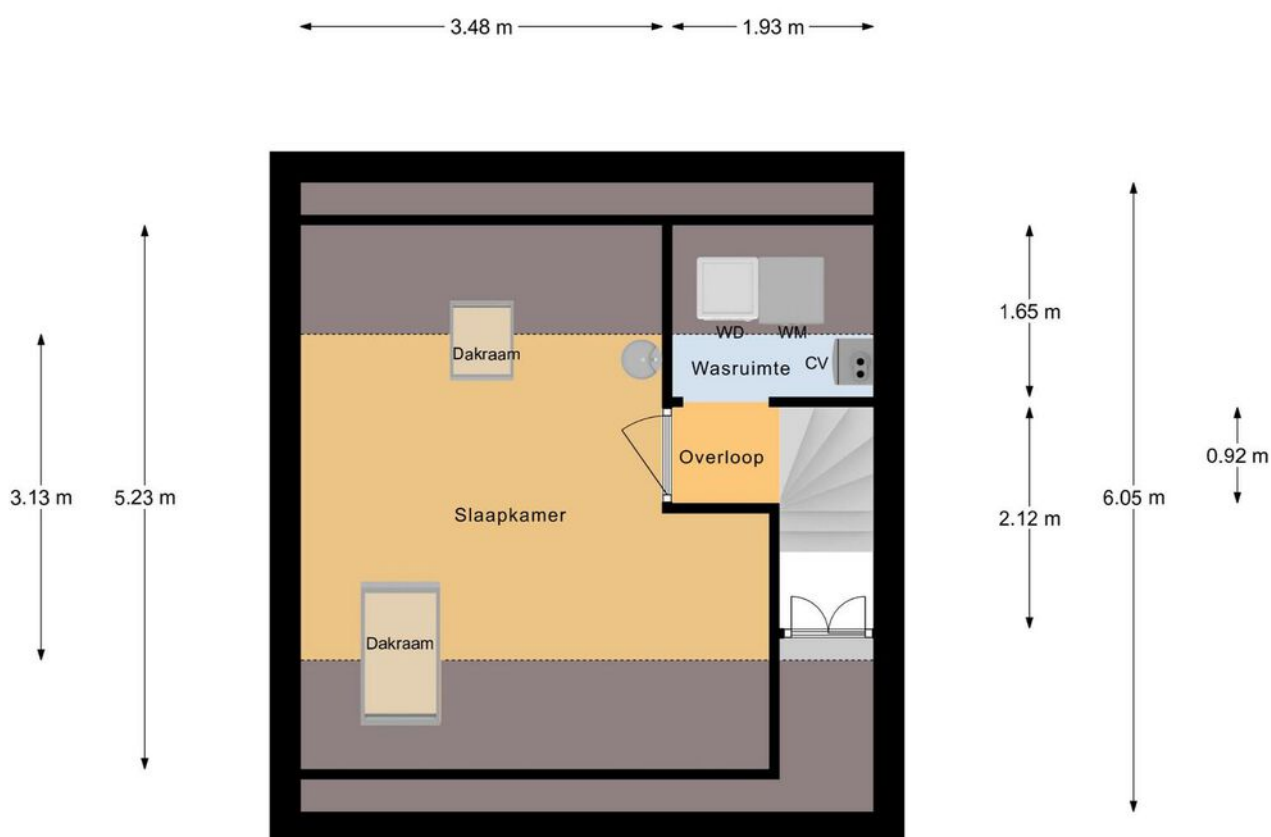 3.48 m
1.93 m
Dakraam
WD
WM
Wasruimte
CV
1.65 m
Overloop
0.92 m
3.13 m
5.23 m
Slaapkamer
2.12 m
6.05 m
Dakraam